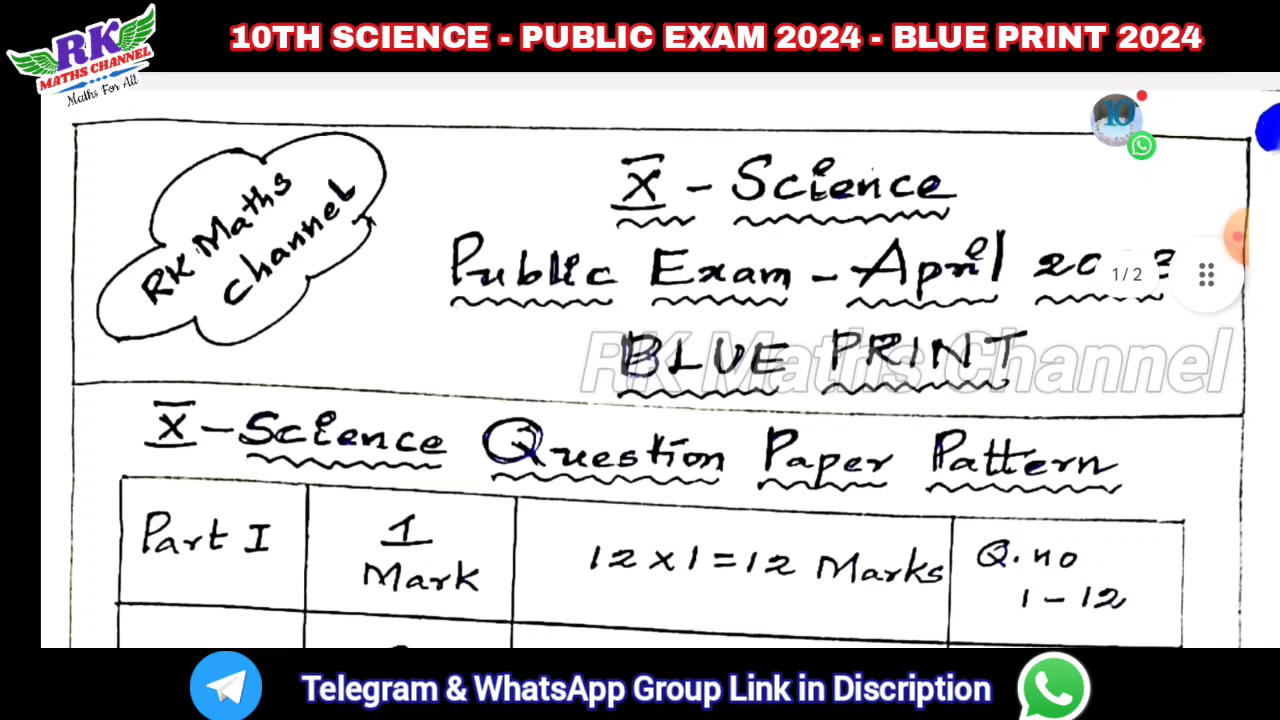 RK
MATHS CHANNEL
Maths For All
10TH SCIENCE - PUBLIC EXAM 2024 - BLUE PRINT 2024
10
RK Maths
Channel
X - Science
Public Exam - April
1/2
BLUE PRINT
RK Maths Channel
X - Science Question Paper Pattern
Part I
1
Mark
12 x 1 = 12 Marks
Q. no
1 - 12
Telegram & WhatsApp Group Link in Discription